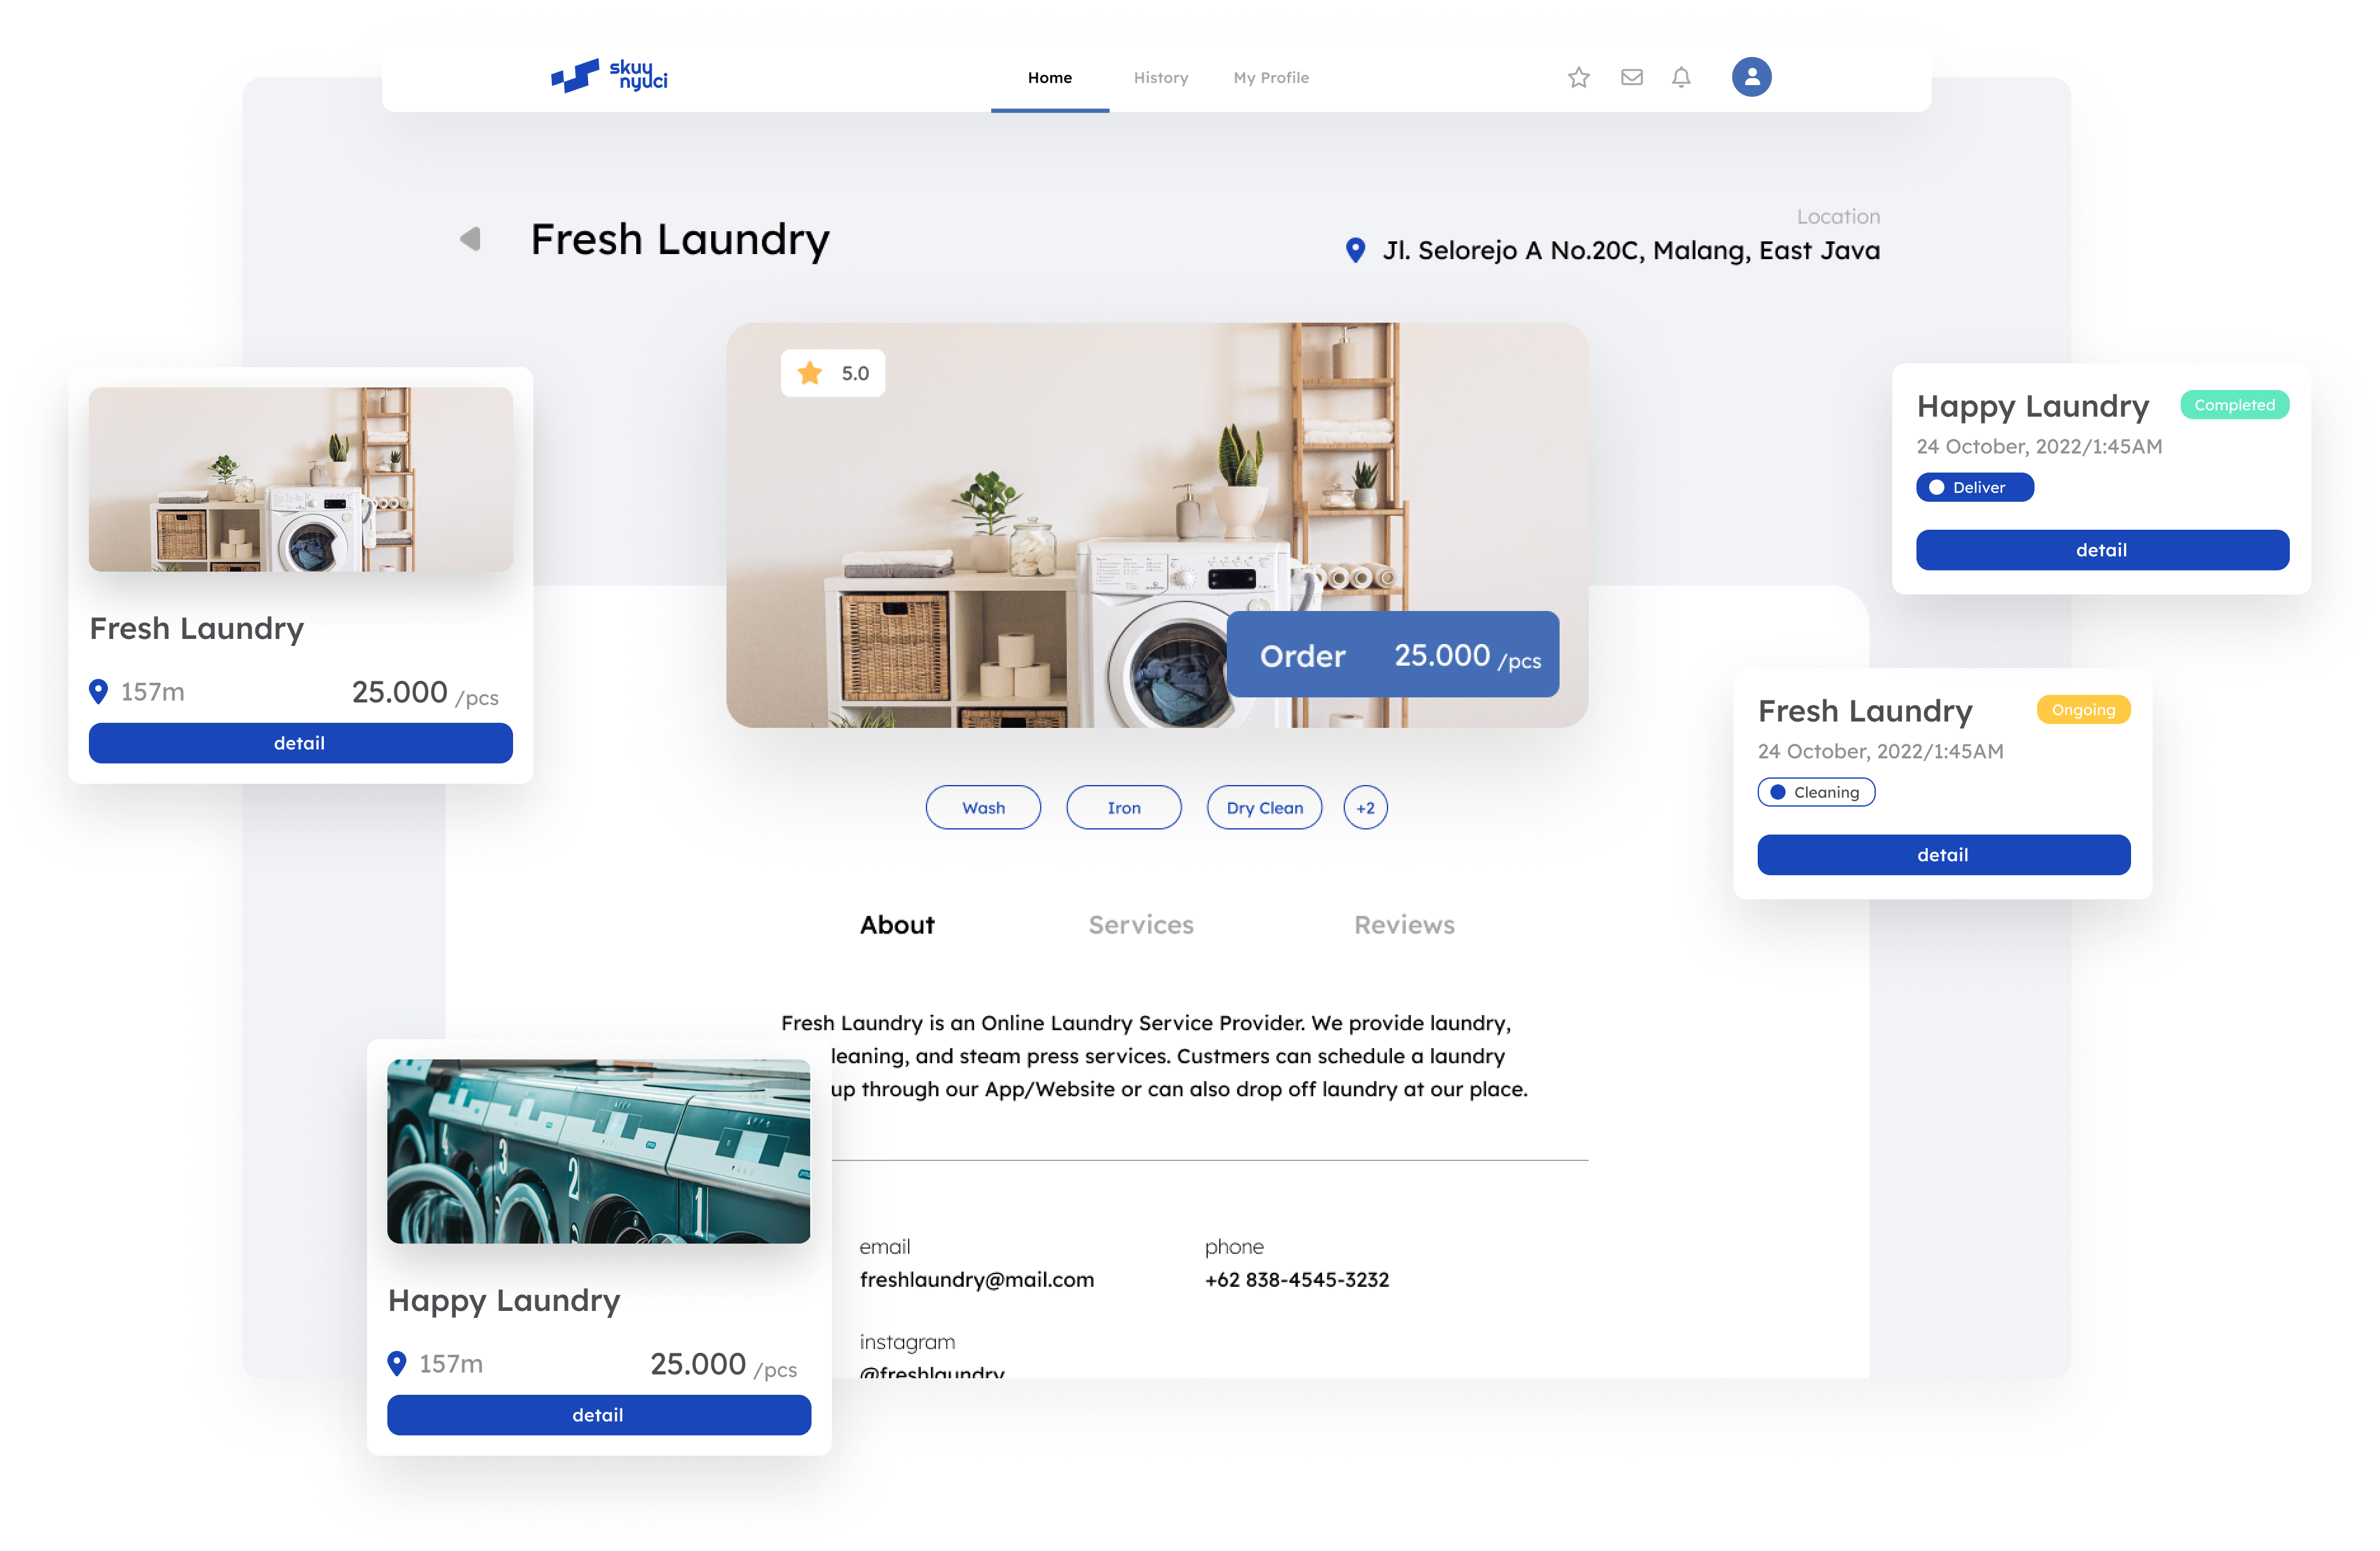 skuy
nyuci
Home
History
My Profile
Fresh Laundry
Location
Jl. Selorejo A No.20C, Malang, East Java
5.0
Order 25.000 /pcs
Wash
Iron
Dry Clean
+2
About
Services
Reviews
Fresh Laundry is an Online Laundry Service Provider. We provide laundry,
leaning, and steam press services. Custmers can schedule a laundry
up through our App/Website or can also drop off laundry at our place.
email
freshlaundry@mail.com
phone
+62 838-4545-3232
instagram
@freshlaundry
Fresh Laundry
157m
25.000 /pcs
detail
4
3
2
1
Happy Laundry
157m
25.000 /pcs
detail
Happy Laundry
Completed
24 October, 2022/1:45AM
Deliver
detail
Fresh Laundry
Ongoing
24 October, 2022/1:45AM
Cleaning
detail